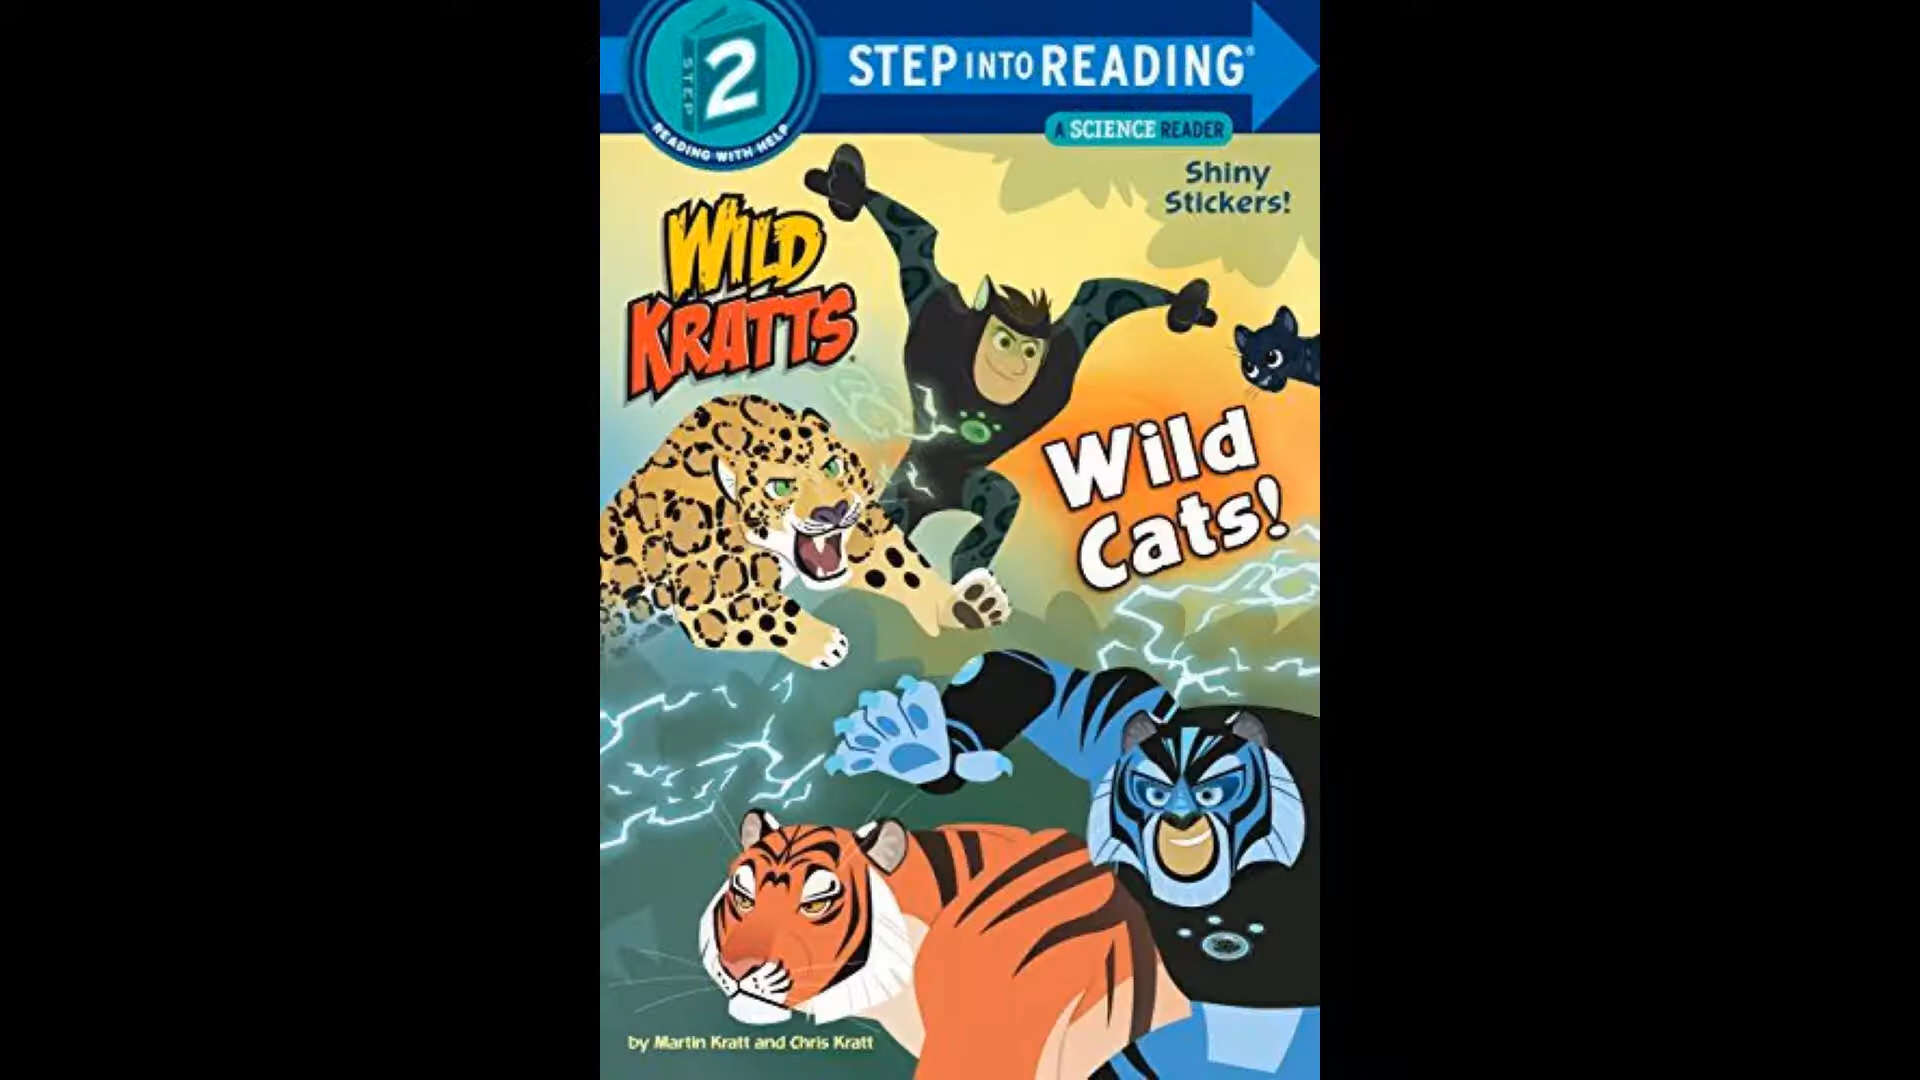 STEP 2
READING WITH HELP
STEP INTO READING®
A SCIENCE READER
Shiny
Stickers!
WILD
KRATTS
Wild
Cats!
by Martin Kratt and Chris Kratt